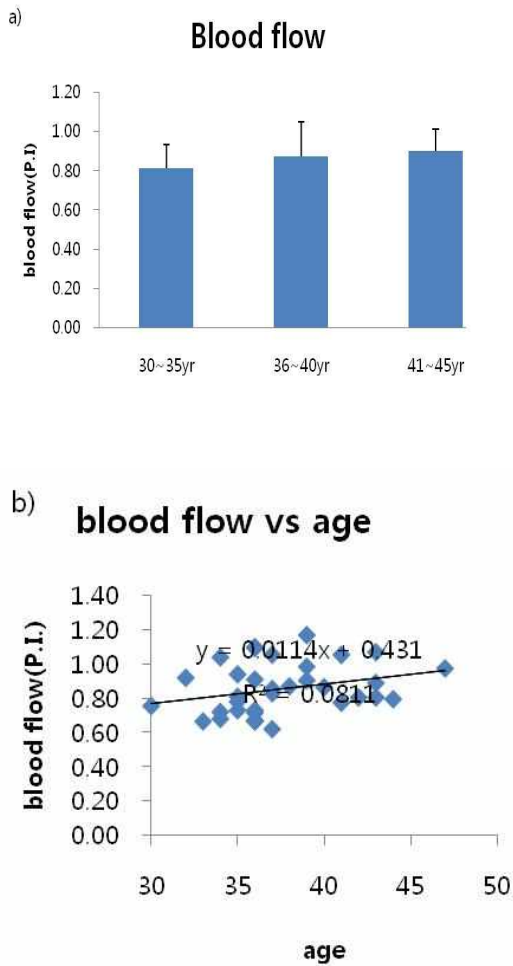 a)
Blood flow
blood flow(P.I)
1.20
1.00
0.80
0.60
0.40
0.20
0.00
30~35yr 36~40yr 41~45yr
b)
blood flow vs age
blood flow(P.I.)
1.40
1.20
1.00
0.80
0.60
0.40
0.20
0.00
y = 0.0114x + 0.431
R² = 0.0811
30 35 40 45 50
age